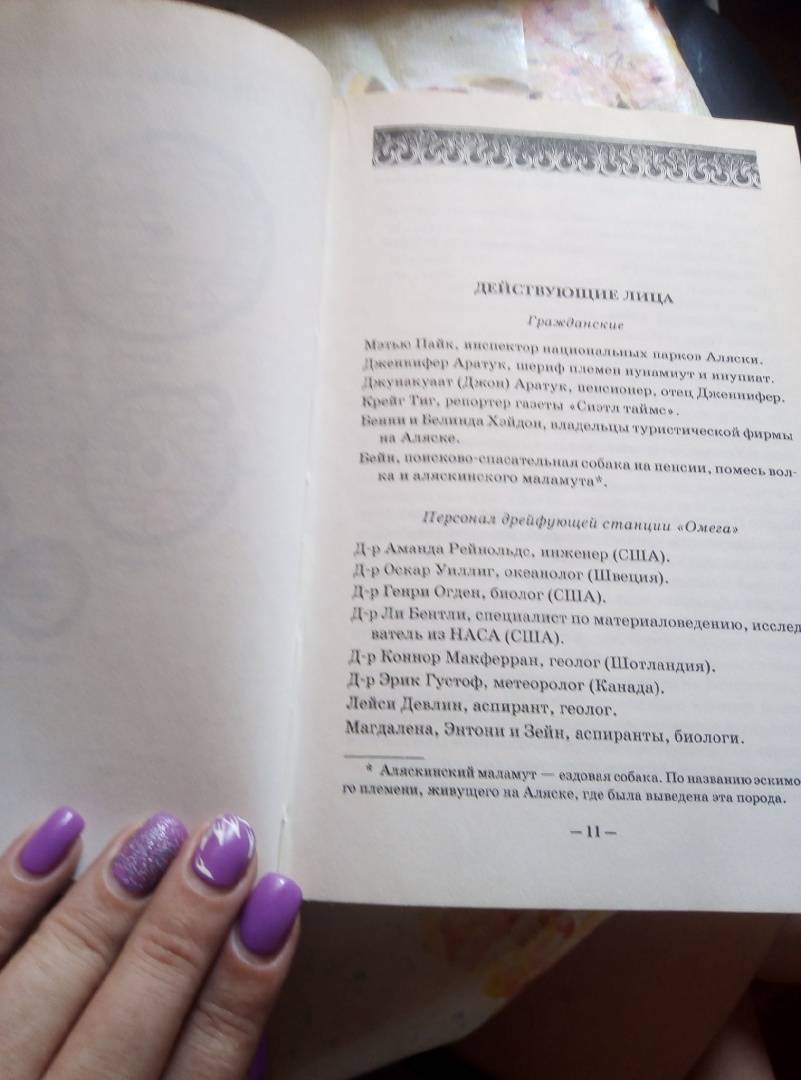 ДЕЙСТВУЮЩИЕ ЛИЦА
Гражданские
Мэтью Пайк, инспектор национальных парков Аляски.
Дженнифер Аратук, шериф племен нунамиут и инупиат.
Джунакуаат (Джон) Аратук, пенсионер, отец Дженнифер.
Крейг Тиг, репортер газеты «Сиэтл таймс».
Бенни и Белинда Хэйдон, владельцы туристической фирмы
на Аляске.
Бейн, поисково-спасательная собака на пенсии, помесь вол-
ка и аляскинского маламута*.
Персонал дрейфующей станции «Омега»
Д-р Аманда Рейнольдс, инженер (США).
Д-р Оскар Уиллиг, океанолог (Швеция).
Д-р Генри Огден, биолог (США).
Д-р Ли Бентли, специалист по материаловедению, исслед
ватель из НАСА (США).
Д-р Коннор Макферран, геолог (Шотландия).
Д-р Эрик Густоф, метеоролог (Канада).
Лейси Девлин, аспирант, геолог.
Магдалена, Энтони и Зейн, аспиранты, биологи.
* Аляскинский маламут — ездовая собака. По названию эскимо
го племени, живущего на Аляске, где была выведена эта порода.
– 11 –